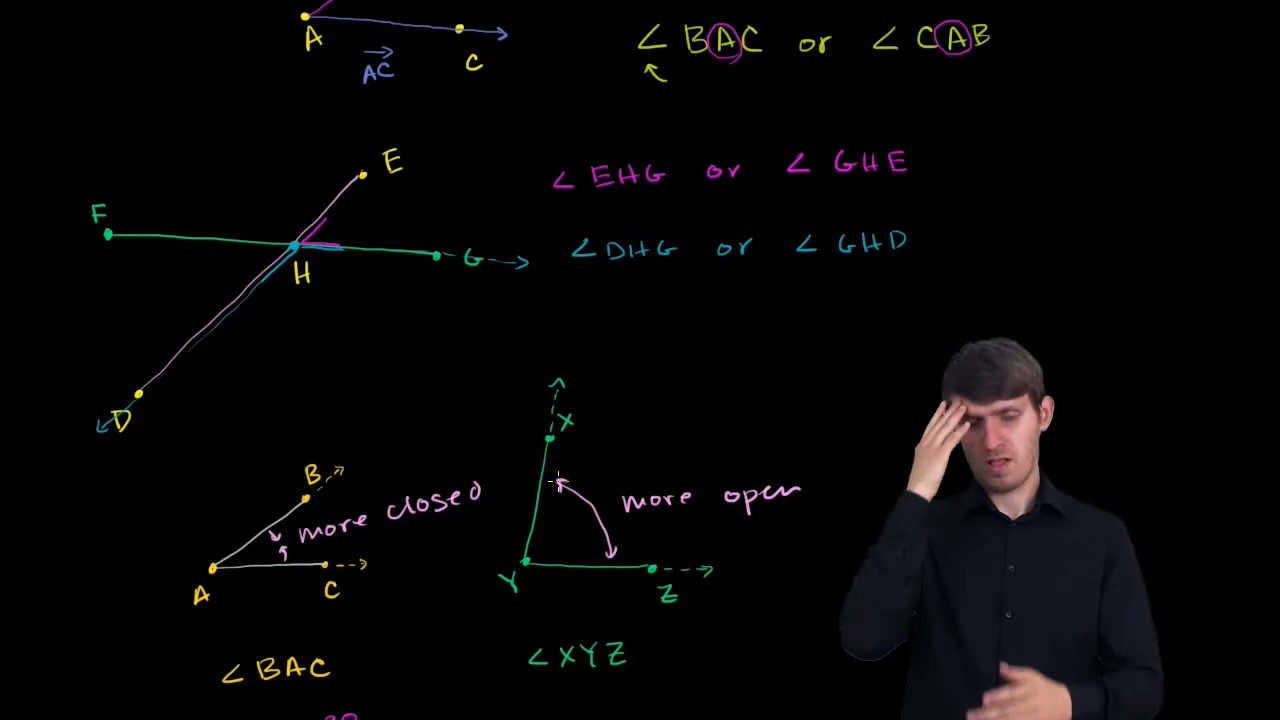 A
C
AC
∠ BAC or ∠ CAB
E
F
∠ EHG or ∠ GHE
G
H
∠DHG or ∠ GHD
D
X
B
more closed
more open
A
C
Y
Z
∠BAC
∠XYZ